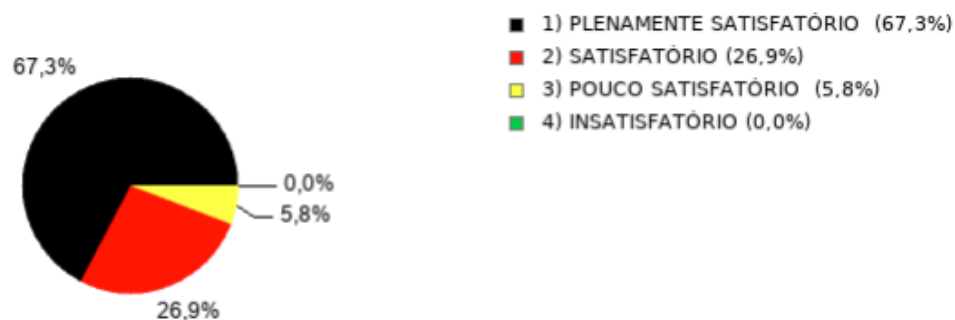 1) PLENAMENTE SATISFATÓRIO (67,3%)
2) SATISFATÓRIO (26,9%)
3) POUCO SATISFATÓRIO (5,8%)
4) INSATISFATÓRIO (0,0%)
67,3%
0,0%
5,8%
26,9%